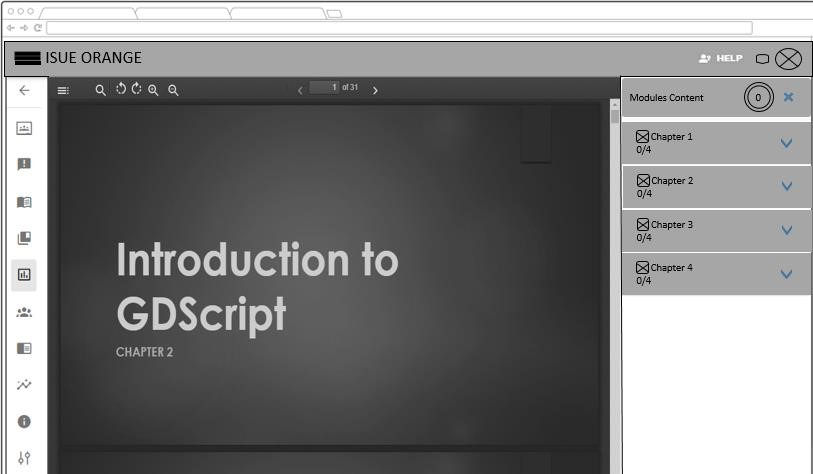 ISUE ORANGE
HELP
1 of 31
Introduction to
GDScript
CHAPTER 2
Modules Content
0
Chapter 1
0/4
Chapter 2
0/4
Chapter 3
0/4
Chapter 4
0/4